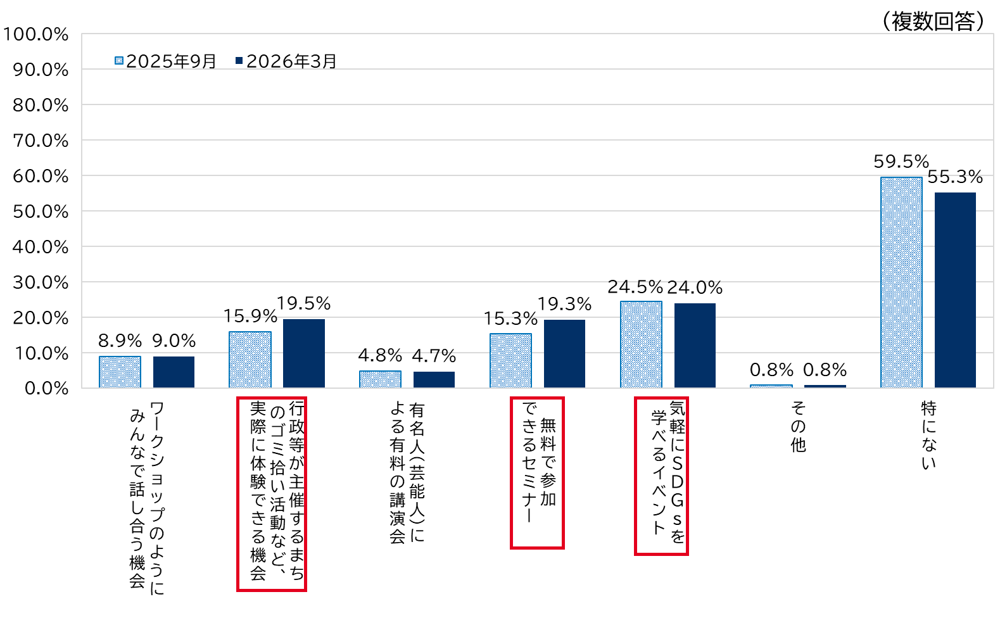 （複数回答）
100.0%
90.0%
80.0%
70.0%
60.0%
50.0%
40.0%
30.0%
20.0%
10.0%
0.0%
2025年9月
2026年3月
8.9%
9.0%
15.9%
19.5%
4.8%
4.7%
15.3%
19.3%
24.5%
24.0%
0.8%
0.8%
59.5%
55.3%
ワークショップのように
みんなで話し合う機会
行政等が主催するまち
のゴミ拾い活動など、
実際に体験できる機会
有名人（芸能人）に
よる有料の講演会
無料で参加
できるセミナー
気軽にＳＤＧｓを
学べるイベント
その他
特にない